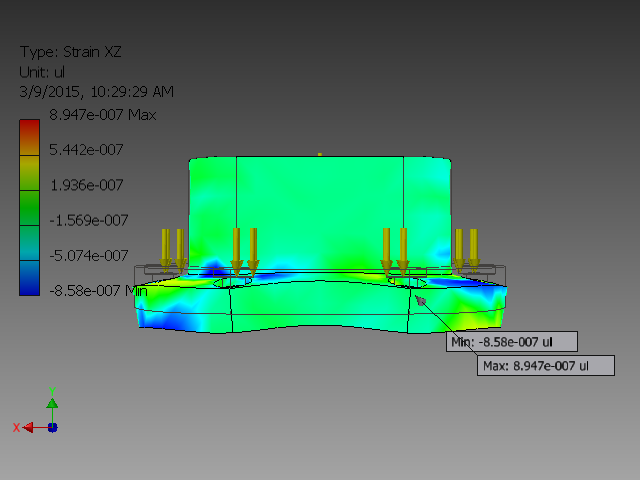 Type: Strain XZ
Unit: ul
3/9/2015, 10:29:29 AM
8.947e-007 Max
5.442e-007
1.936e-007
-1.569e-007
-5.074e-007
-8.58e-007 Min
Min: -8.58e-007 ul
Max: 8.947e-007 ul
Y
X